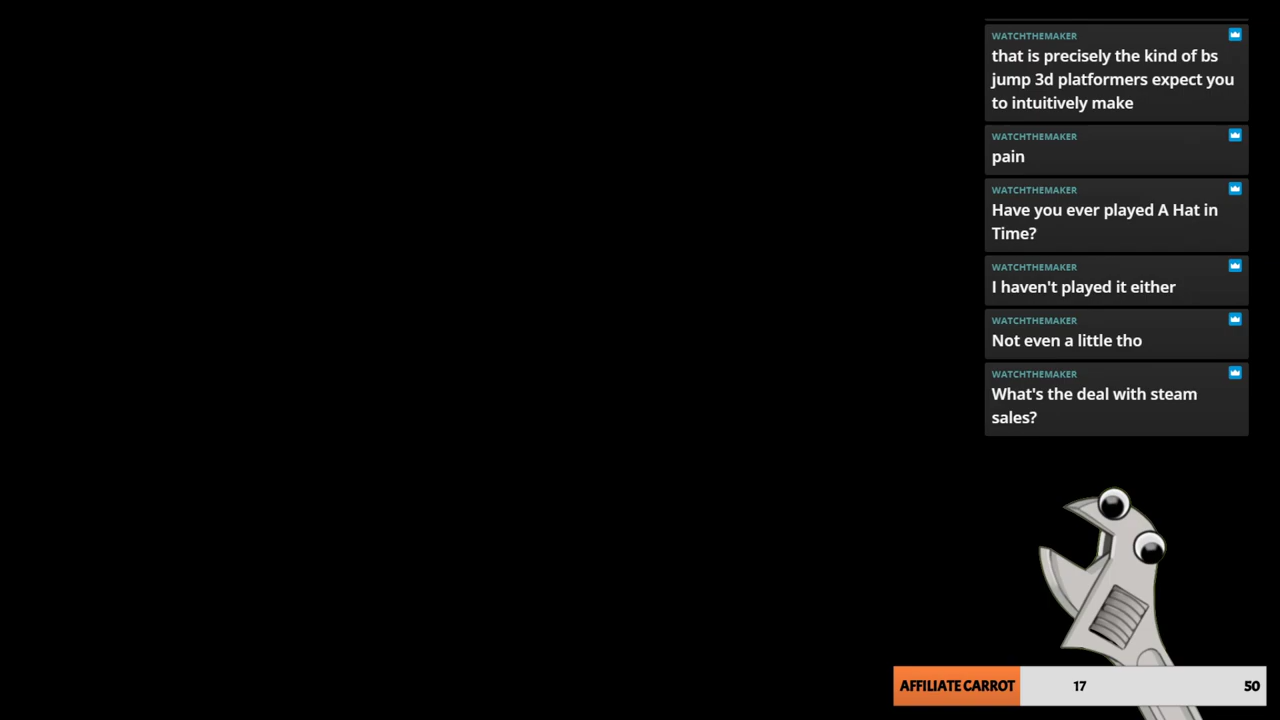 WATCHTHEMAKER
that is precisely the kind of bs
jump 3d platformers expect you
to intuitively make
WATCHTHEMAKER
pain
WATCHTHEMAKER
Have you ever played A Hat in
Time?
WATCHTHEMAKER
I haven't played it either
WATCHTHEMAKER
Not even a little tho
WATCHTHEMAKER
What's the deal with steam
sales?
AFFILIATE CARROT 17 50